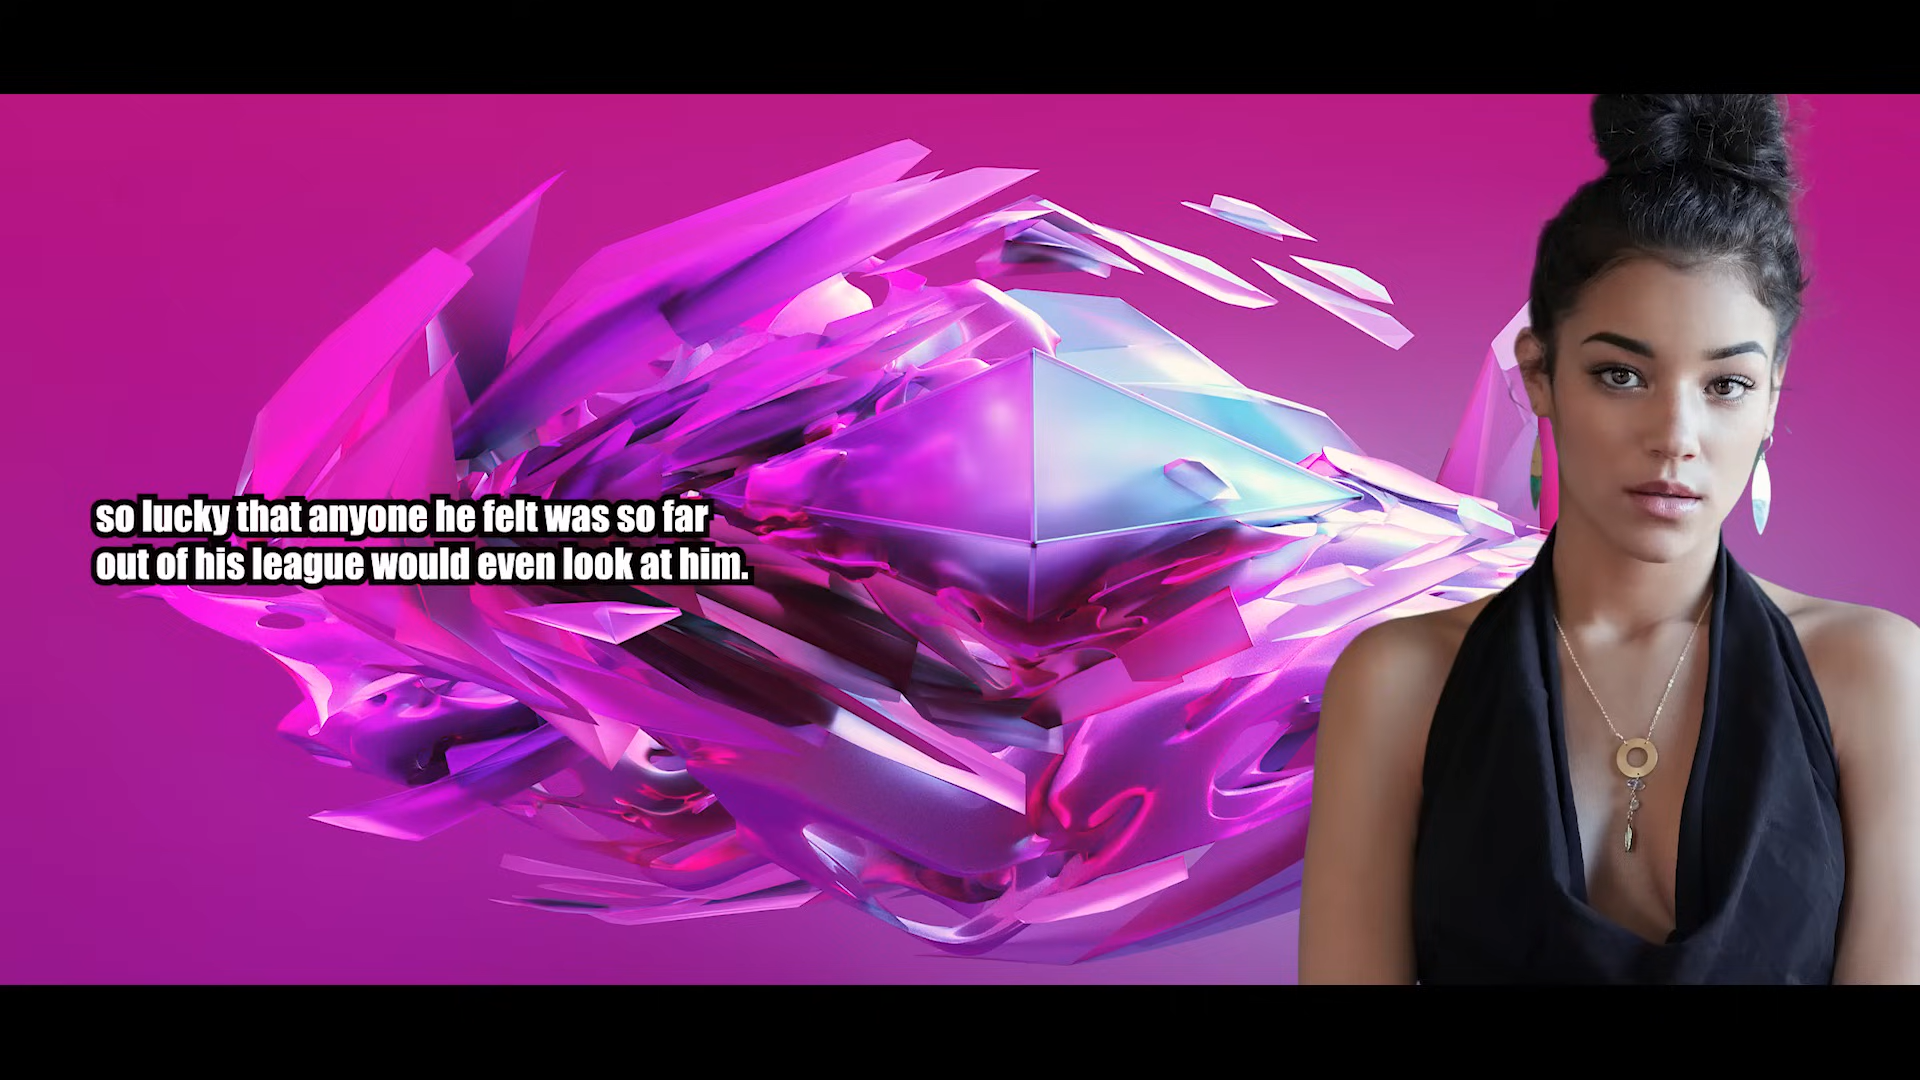 so lucky that anyone he felt was so far
out of his league would even look at him.